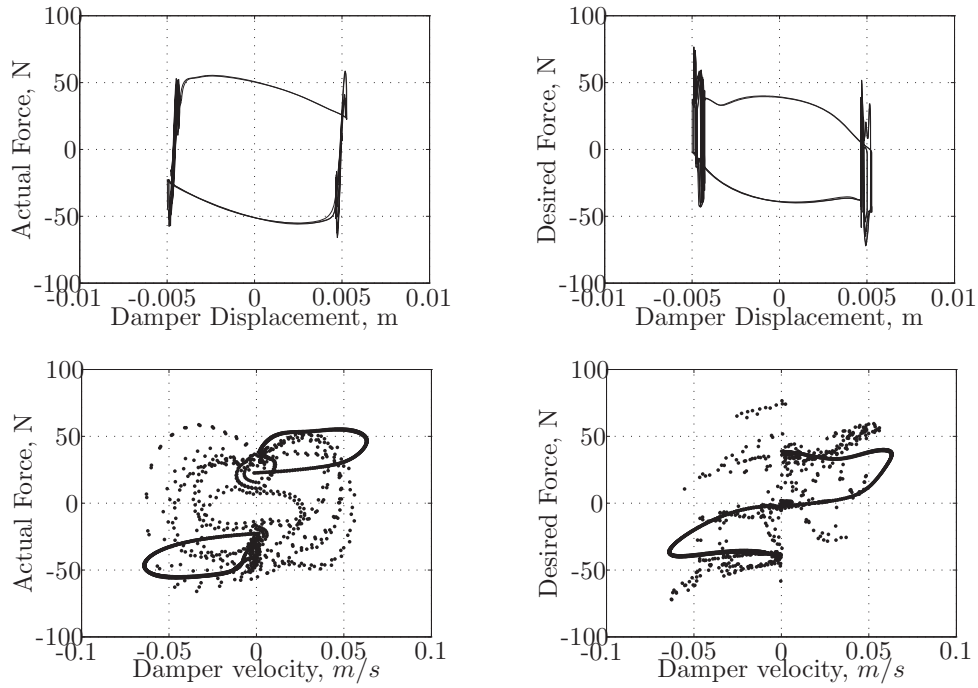 100
50
0
-50
-100
Actual Force, N
-0.01 -0.005 0 0.005 0.01
Damper Displacement, m
100
50
0
-50
-100
Desired Force, N
-0.01 -0.005 0 0.005 0.01
Damper Displacement, m
100
50
0
-50
-100
Actual Force, N
-0.1 -0.05 0 0.05 0.1
Damper velocity, m/s
100
50
0
-50
-100
Desired Force, N
-0.1 -0.05 0 0.05 0.1
Damper velocity, m/s